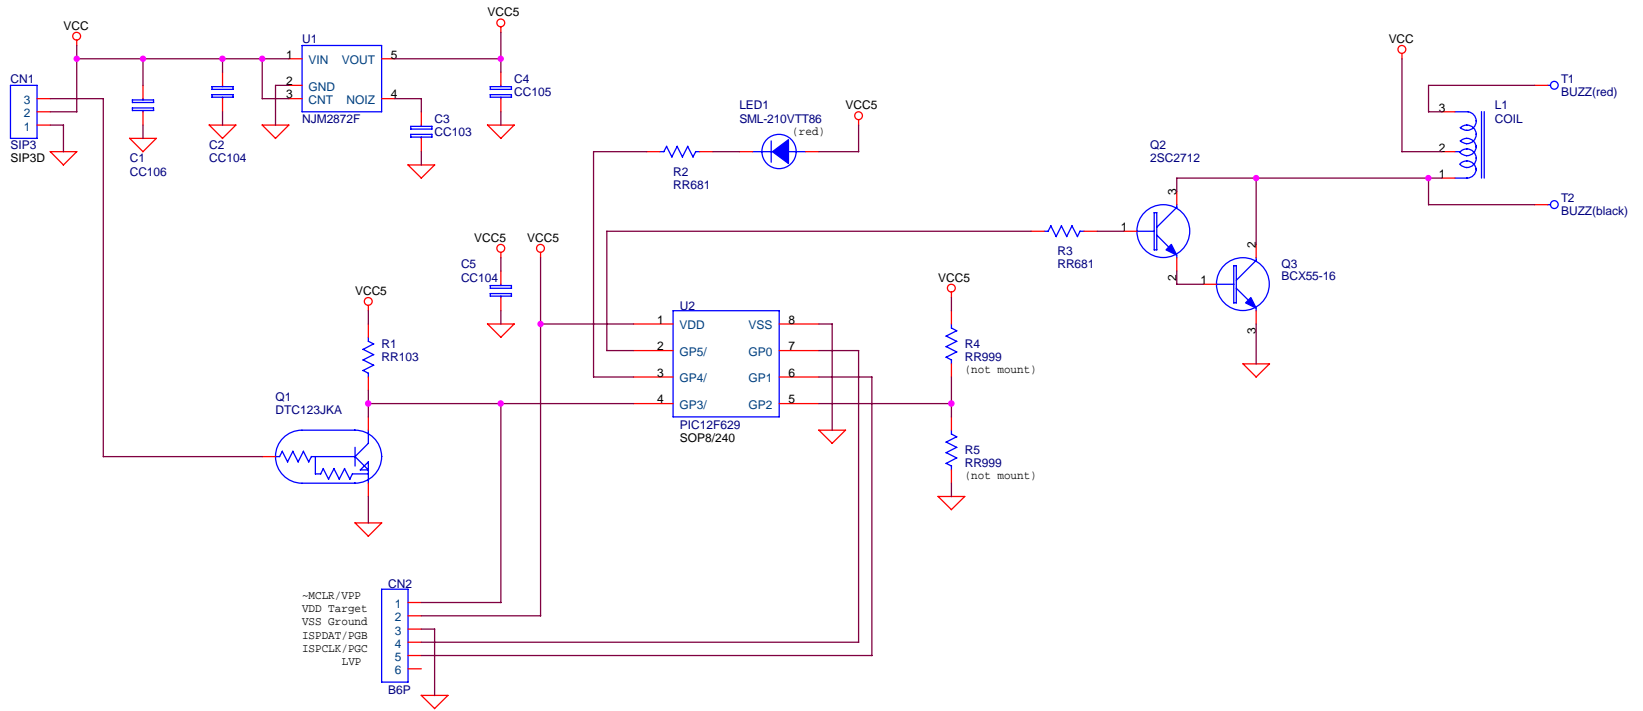 VCC
CN1
3
2
1
SIP3
SIP3D
C1
CC106
C2
CC104
U1
1 VIN VOUT 5
2 GND
3 CNT NOIZ 4
NJM2872F
VCC5
C4
CC105
C3
CC103
LED1
SML-210VTT86
(red)
VCC5
R2
RR681
VCC
T1
BUZZ(red)
L1
COIL
3
2
1
T2
BUZZ(black)
Q2
2SC2712
3
1
2
R3
RR681
Q3
BCX55-16
2
1
3
VCC5
VCC5
C5
CC104
VCC5
R1
RR103
Q1
DTC123JKA
U2
1 VDD VSS 8
2 GP5/ GP0 7
3 GP4/ GP1 6
4 GP3/ GP2 5
PIC12F629
SOP8/240
VCC5
R4
RR999
(not mount)
R5
RR999
(not mount)
CN2
~MCLR/VPP 1
VDD Target 2
VSS Ground 3
ISPDAT/PGB 4
ISPCLK/PGC 5
LVP 6
B6P